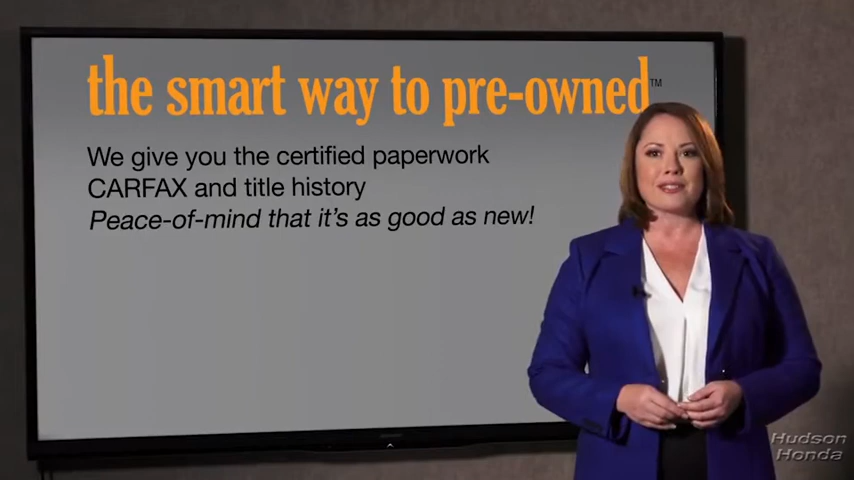 the smart way to pre-owned™
We give you the certified paperwork
CARFAX and title history
Peace-of-mind that it's as good as new!
Hudson
Honda